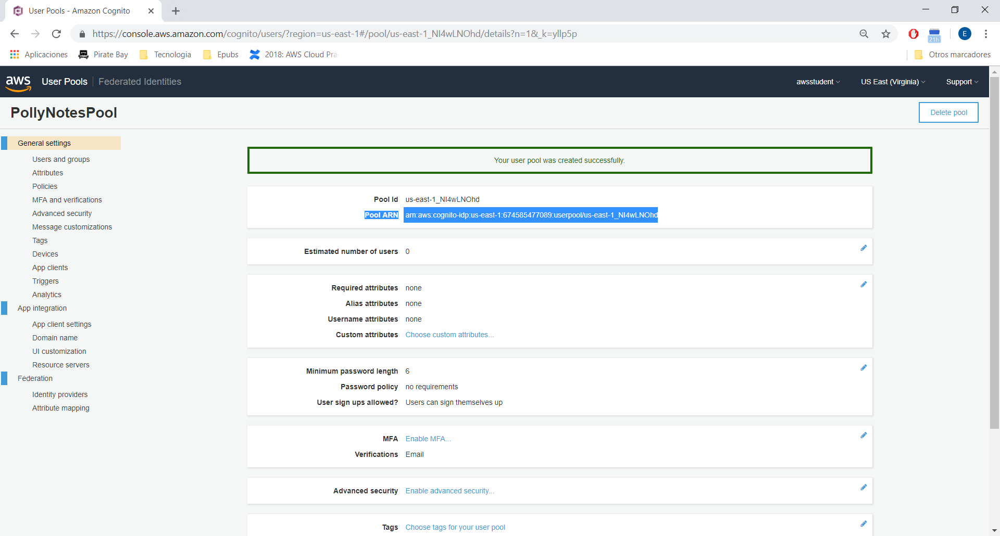 User Pools - Amazon Cognito
https://console.aws.amazon.com/cognito/users/?region=us-east-1#/pool/us-east-1_NI4wLNOhd/details?n=1&_k=yllp5p
21h
E
Aplicaciones
Pirate Bay
Tecnologia
Epubs
2018: AWS Cloud Pra
Otros marcadores
aws
User Pools
Federated Identities
awsstudent
US East (Virginia)
Support
PollyNotesPool
Delete pool
General settings
Users and groups
Attributes
Policies
MFA and verifications
Advanced security
Message customizations
Tags
Devices
App clients
Triggers
Analytics
App integration
App client settings
Domain name
UI customization
Resource servers
Federation
Identity providers
Attribute mapping
Your user pool was created successfully.
Pool Id us-east-1_NI4wLNOhd
Pool ARN arn:aws:cognito-idp:us-east-1:674585477089:userpool/us-east-1_NI4wLNOhd
Estimated number of users 0
Required attributes none
Alias attributes none
Username attributes none
Custom attributes Choose custom attributes...
Minimum password length 6
Password policy no requirements
User sign ups allowed? Users can sign themselves up
MFA Enable MFA...
Verifications Email
Advanced security Enable advanced security...
Tags Choose tags for your user pool